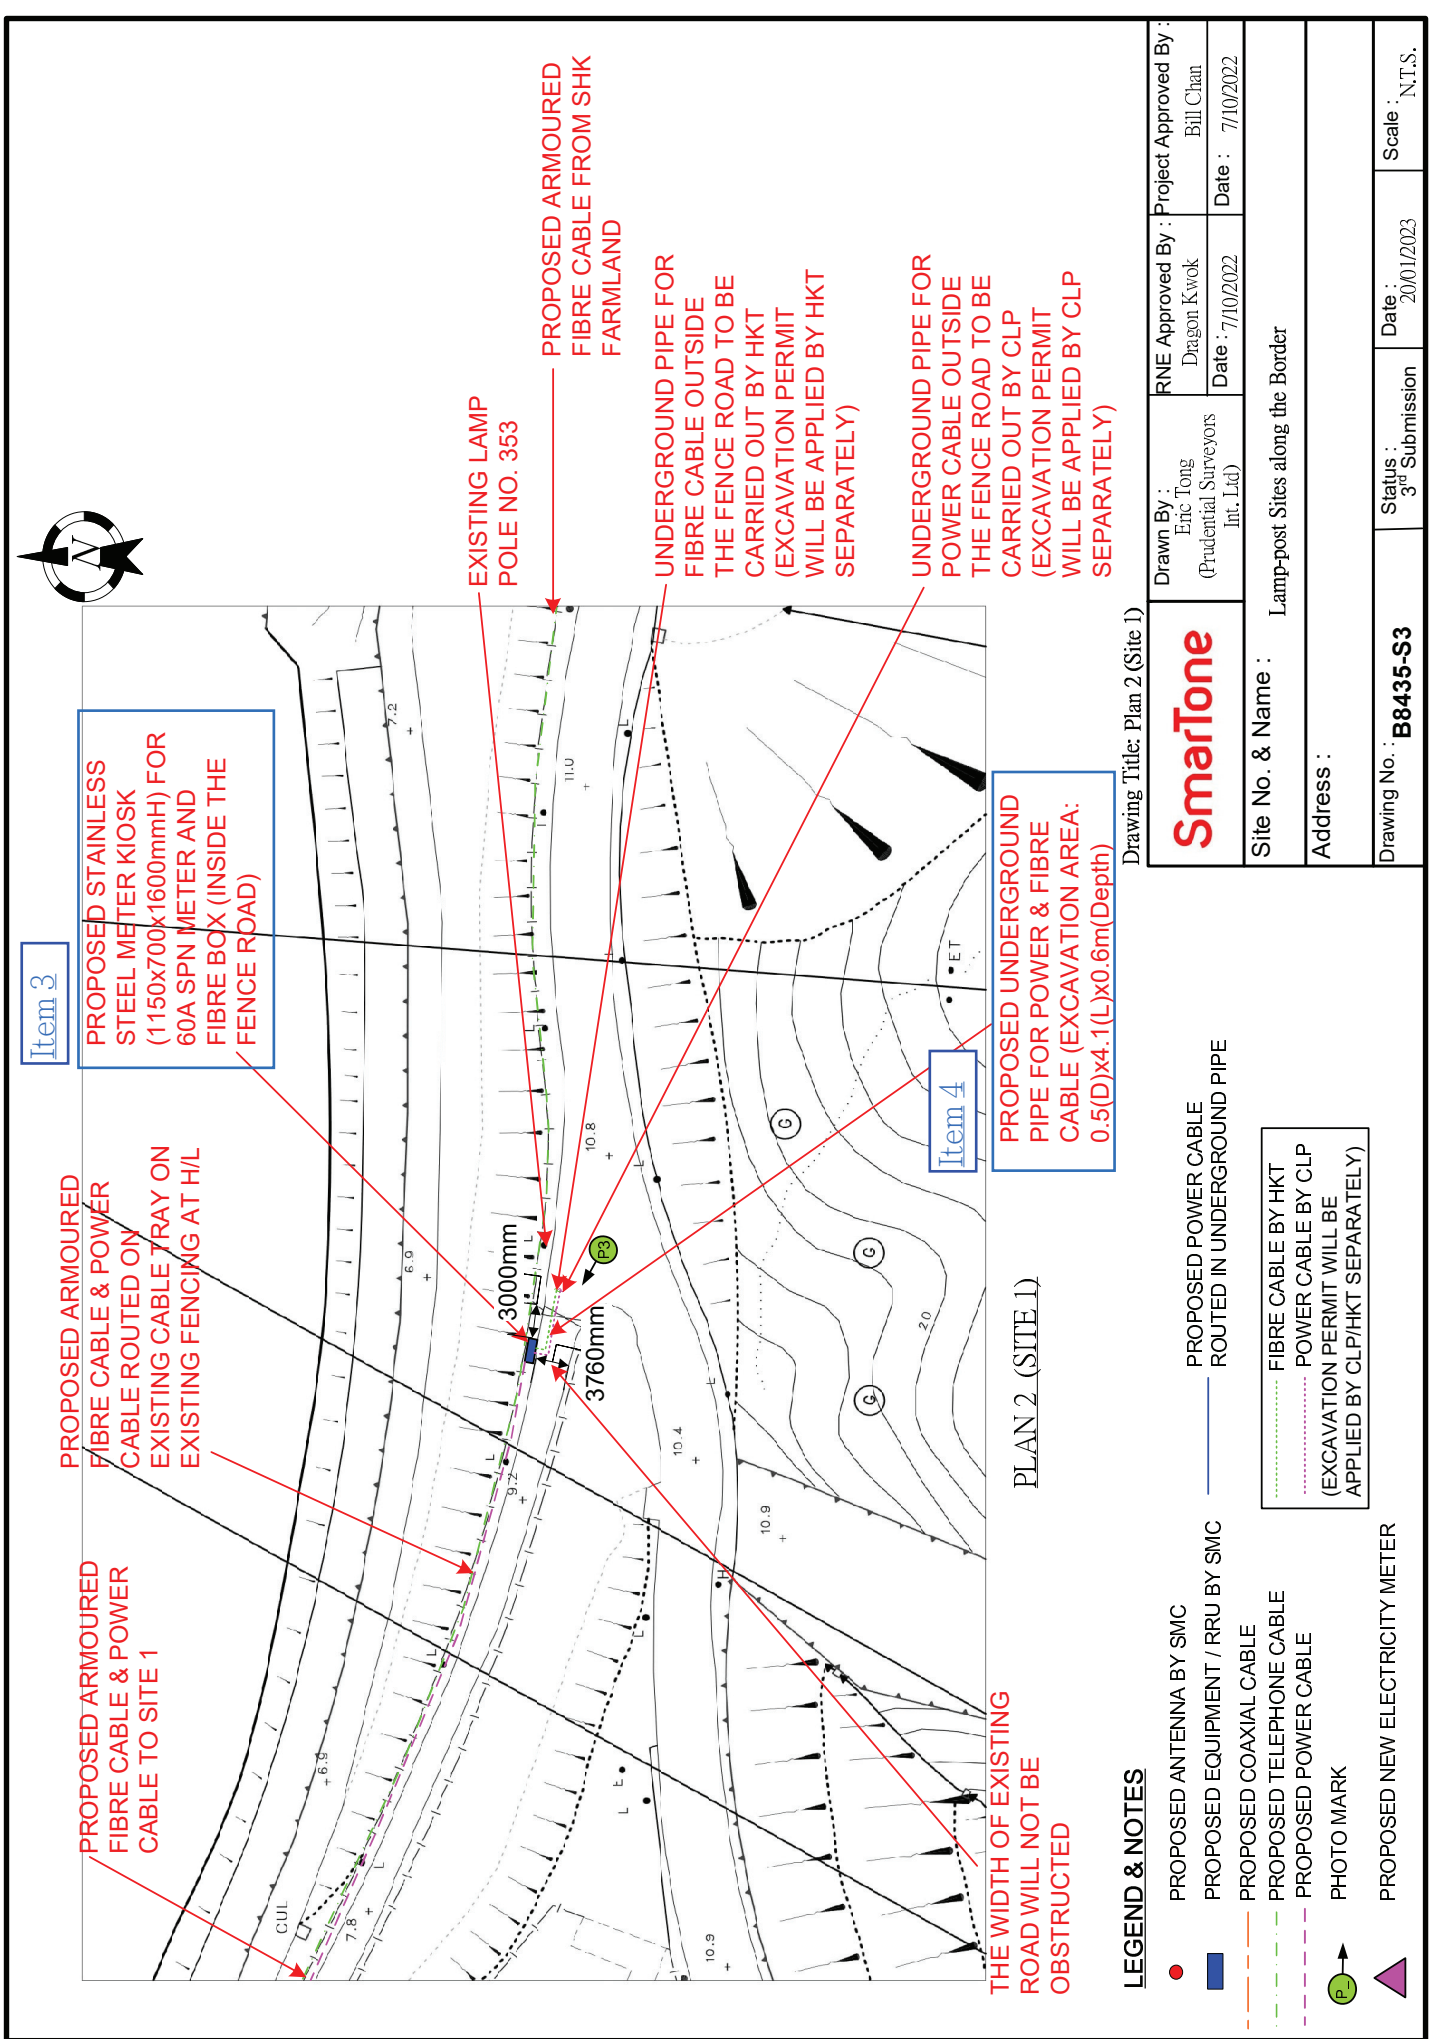 Item 3
PROPOSED STAINLESS
STEEL METER KIOSK
(1150x700x1600mmH) FOR
60A SPN METER AND
FIBRE BOX (INSIDE THE
FENCE ROAD)
PROPOSED ARMOURED
FIBRE CABLE & POWER
CABLE ROUTED ON
EXISTING CABLE TRAY ON
EXISTING FENCING AT H/L
PROPOSED ARMOURED
FIBRE CABLE & POWER
CABLE TO SITE 1
N
EXISTING LAMP
POLE NO. 353
PROPOSED ARMOURED
FIBRE CABLE FROM SHK
FARMLAND
UNDERGROUND PIPE FOR
FIBRE CABLE OUTSIDE
THE FENCE ROAD TO BE
CARRIED OUT BY HKT
(EXCAVATION PERMIT
WILL BE APPLIED BY HKT
SEPARATELY)
UNDERGROUND PIPE FOR
POWER CABLE OUTSIDE
THE FENCE ROAD TO BE
CARRIED OUT BY CLP
(EXCAVATION PERMIT
WILL BE APPLIED BY CLP
SEPARATELY)
7.2
11.0
6.9
10.8
3000mm
3760mm
P3
9.2
10.4
10.9
6.9
7.8
CUL
10.9
20
G
G
G
ET
H
L
L
L
L
L
L
L
L
L
Item 4
PROPOSED UNDERGROUND
PIPE FOR POWER & FIBRE
CABLE (EXCAVATION AREA:
0.5(D)x4.1(L)x0.6m(Depth)
THE WIDTH OF EXISTING
ROAD WILL NOT BE
OBSTRUCTED
PLAN 2 (SITE 1)
LEGEND & NOTES
PROPOSED ANTENNA BY SMC
PROPOSED EQUIPMENT / RRU BY SMC
PROPOSED COAXIAL CABLE
PROPOSED TELEPHONE CABLE
PROPOSED POWER CABLE
P_
PHOTO MARK
PROPOSED NEW ELECTRICITY METER
PROPOSED POWER CABLE
ROUTED IN UNDERGROUND PIPE
FIBRE CABLE BY HKT
POWER CABLE BY CLP
(EXCAVATION PERMIT WILL BE
APPLIED BY CLP/HKT SEPARATELY)
Drawing Title: Plan 2 (Site 1)
SmarTone
Drawn By :
Eric Tong
(Prudential Surveyors
Int. Ltd)
RNE Approved By :
Dragon Kwok
Date : 7/10/2022
Project Approved By :
Bill Chan
Date : 7/10/2022
Site No. & Name :
Lamp-post Sites along the Border
Address :
Drawing No. :
B8435-S3
Status :
3rd Submission
Date :
20/01/2023
Scale :
N.T.S.